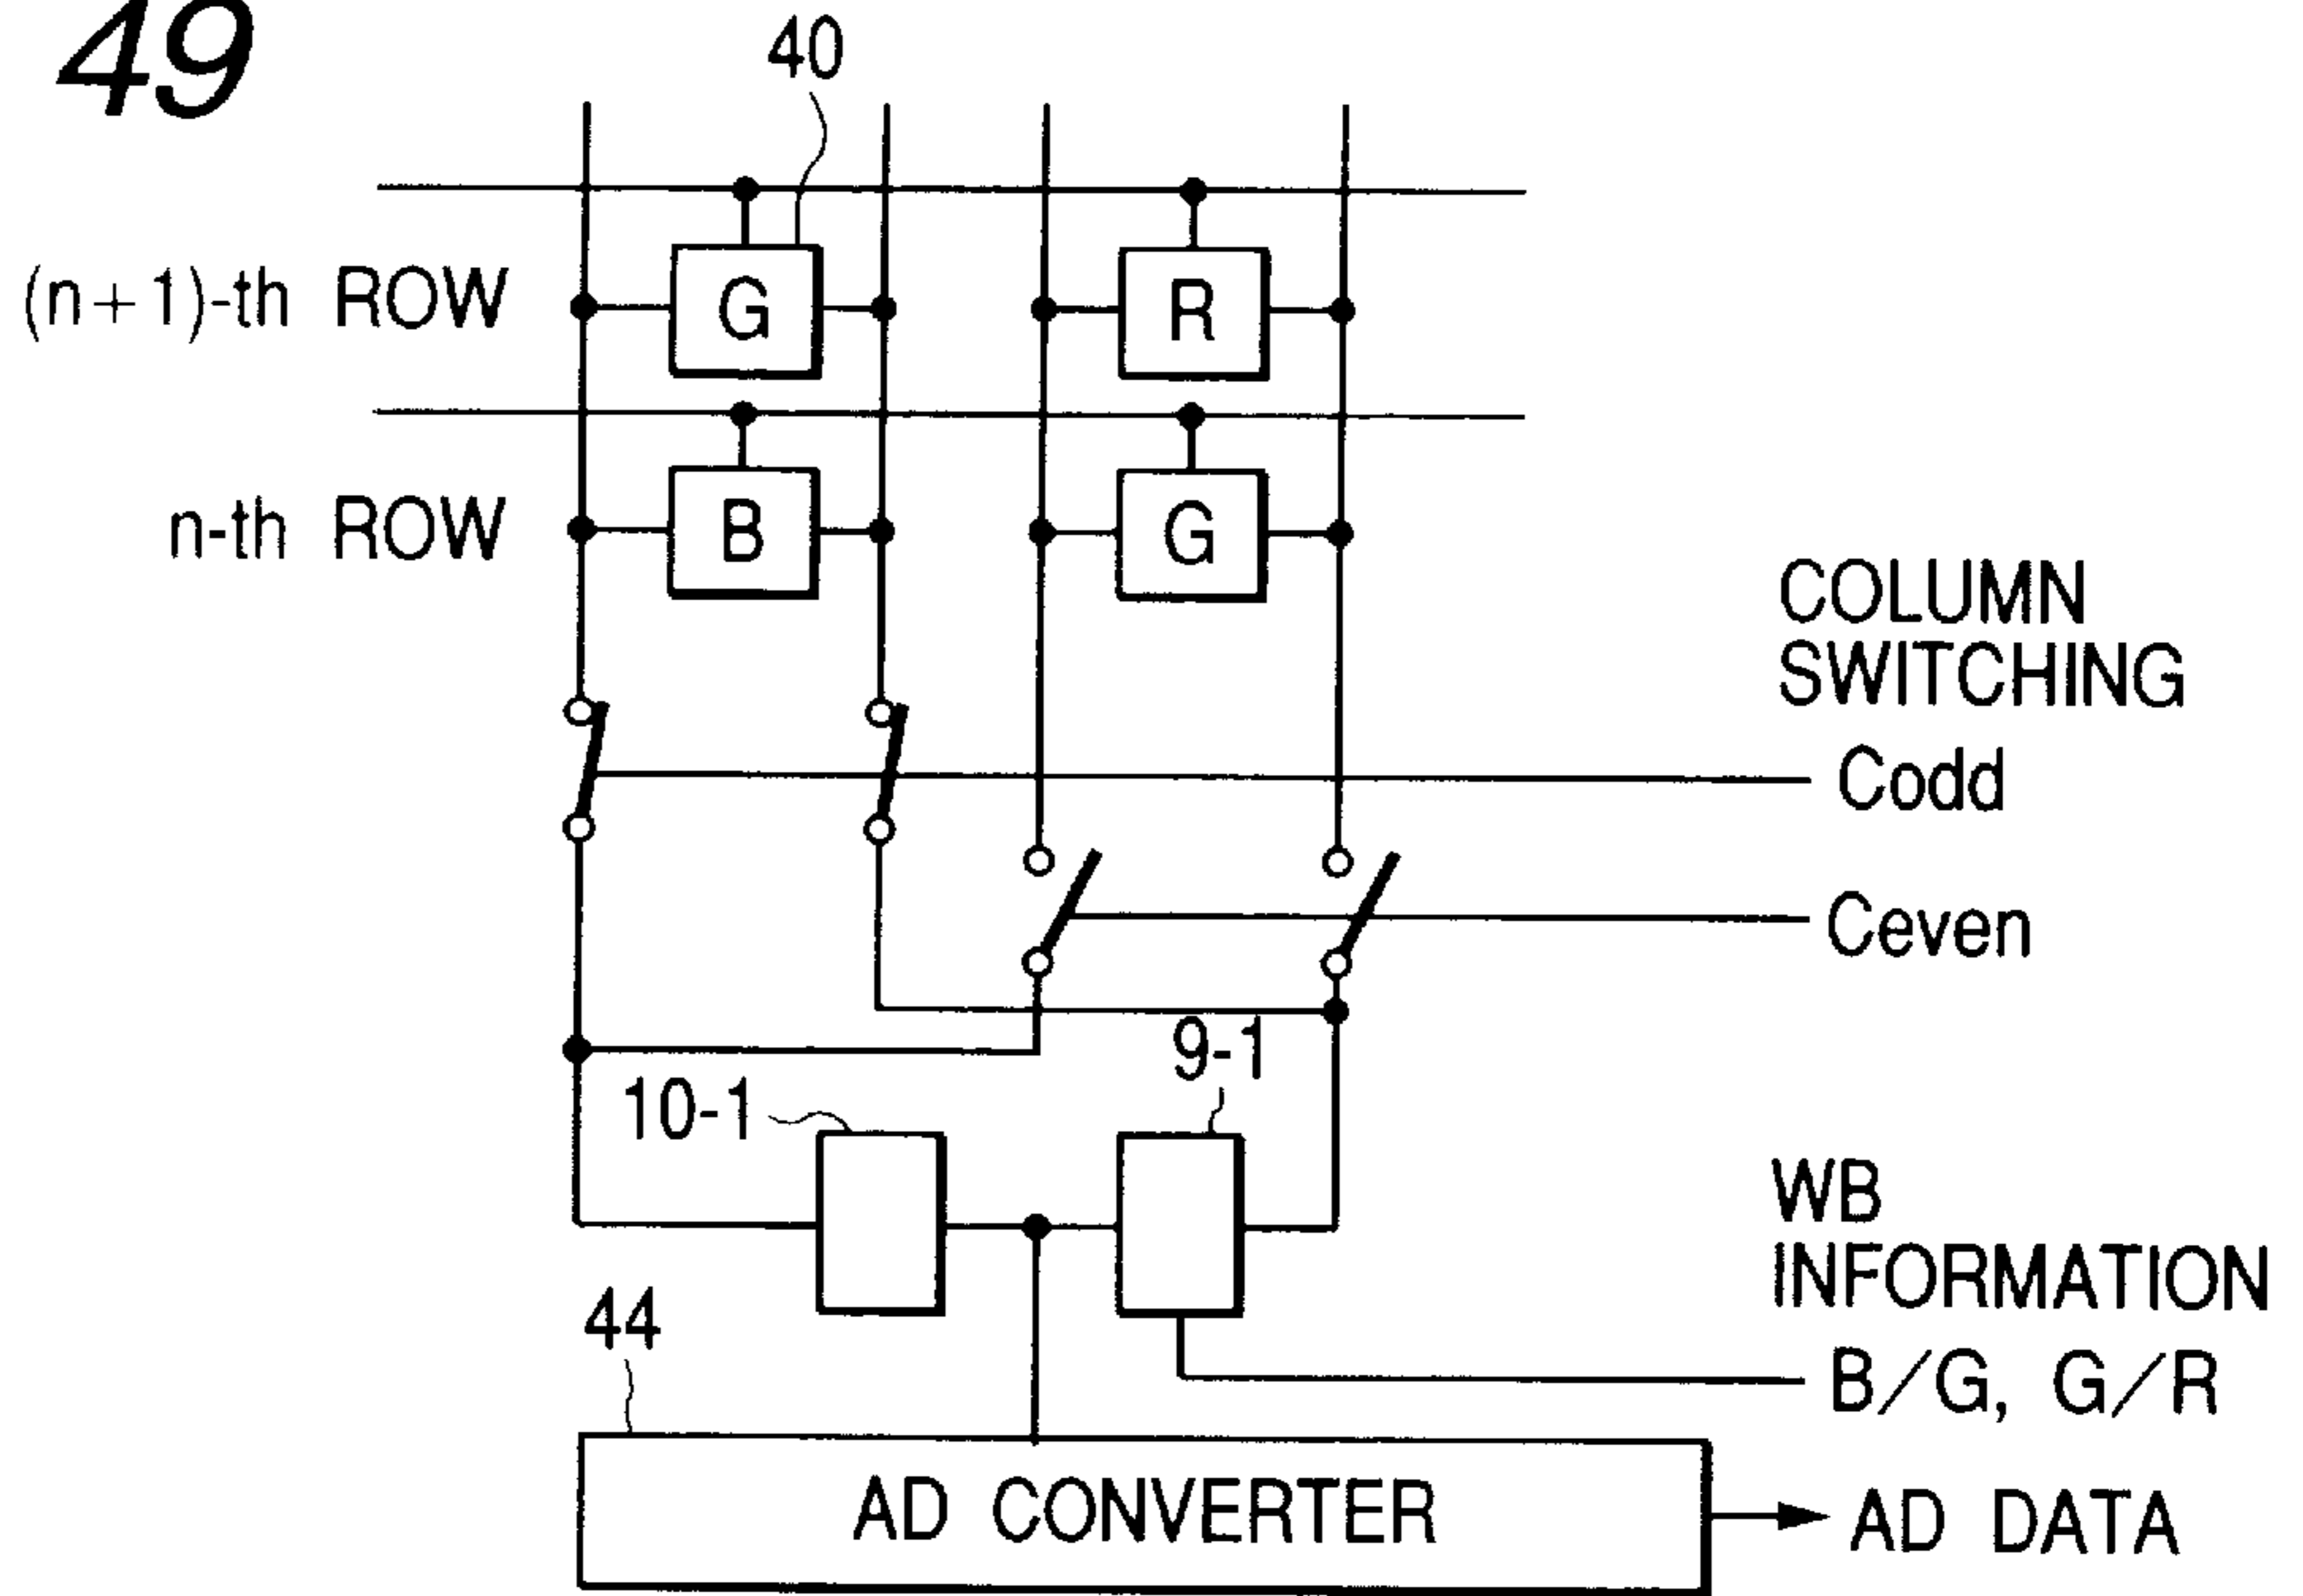 49
40
(n+1)-th ROW
G
R
n-th ROW
B
G
COLUMN
SWITCHING
Codd
Ceven
9-1
10-1
WB
INFORMATION
44
B/G, G/R
AD CONVERTER
AD DATA